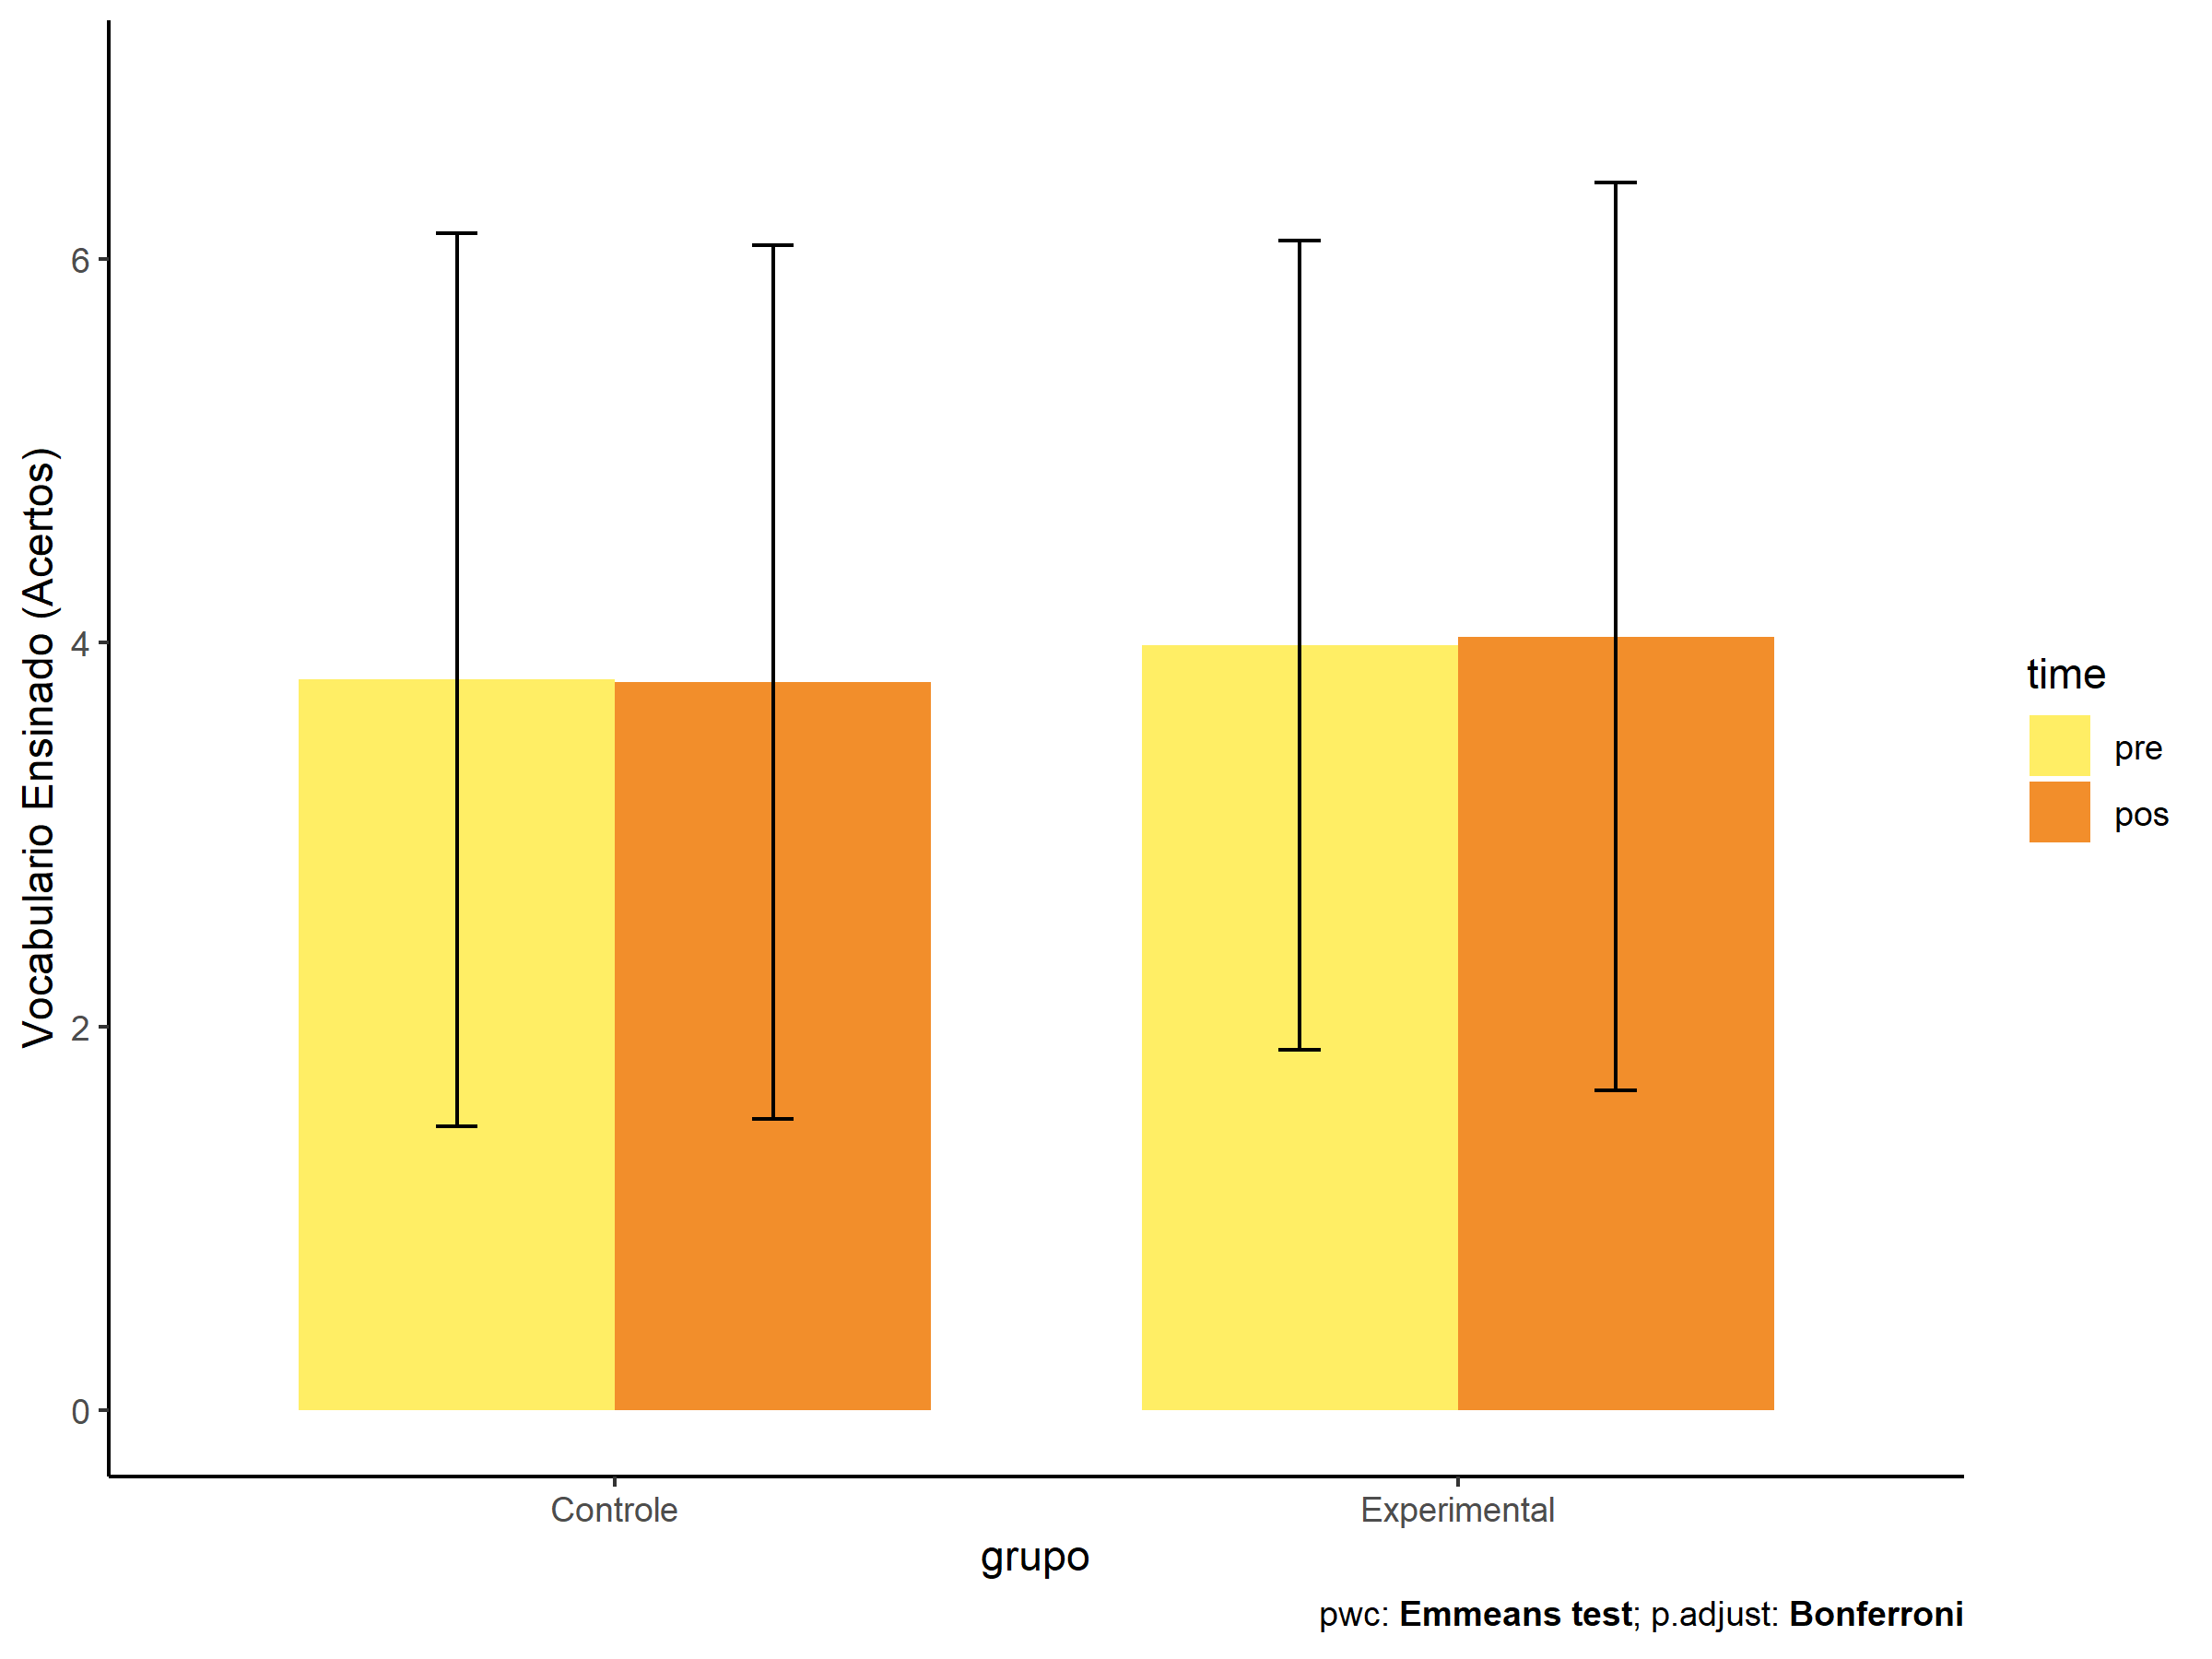 Vocabulario Ensinado (Acertos)
6
4
2
0
Controle
Experimental
grupo
time
pre
pos
pwc: Emmeans test; p.adjust: Bonferroni